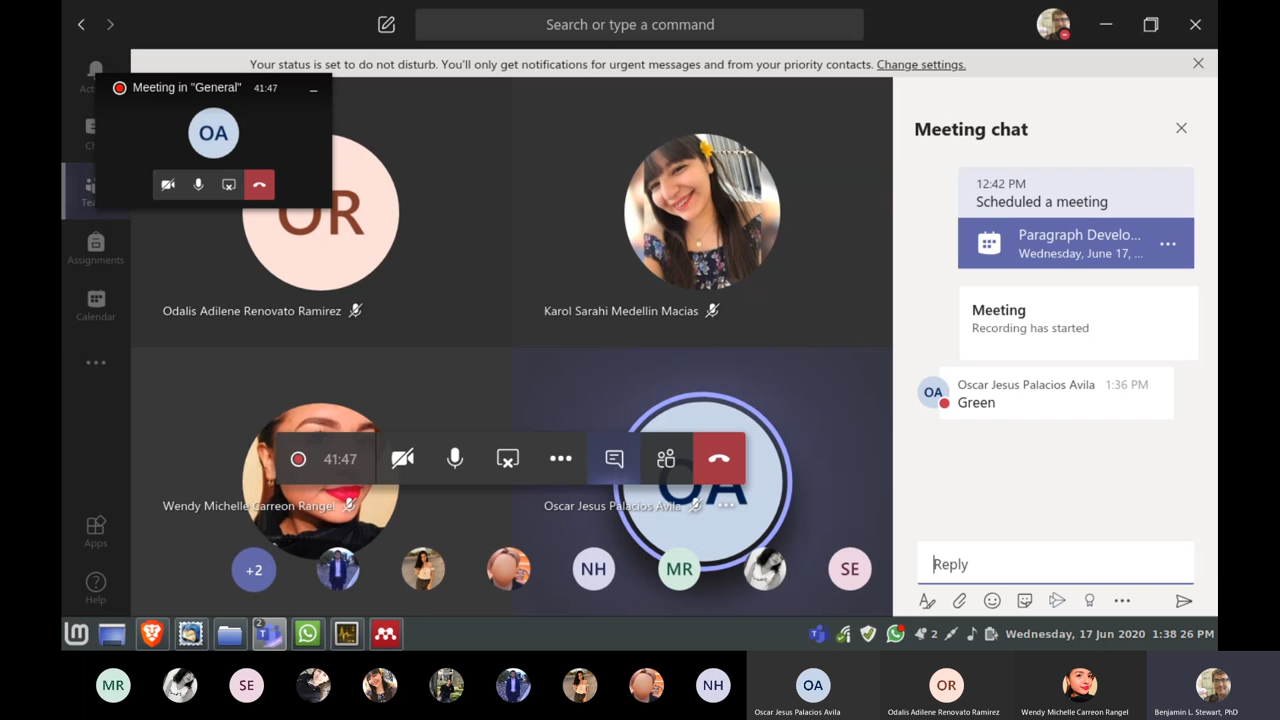 Search or type a command
Your status is set to do not disturb. You'll only get notifications for urgent messages and from your priority contacts. Change settings.
Meeting in "General" 41:47
OA
OR
Odalis Adilene Renovato Ramirez
Karol Sarahi Medellin Macias
Assignments
Calendar
Apps
Help
41:47
OA
Wendy Michelle Carreon Rangel
Oscar Jesus Palacios Avila
+2
NH
MR
SE
Meeting chat
12:42 PM
Scheduled a meeting
Paragraph Develo...
Wednesday, June 17, ...
Meeting
Recording has started
OA
Oscar Jesus Palacios Avila 1:36 PM
Green
Reply
2
2 Wednesday, 17 Jun 2020 1:38 26 PM
MR
SE
NH
OA
OR
Oscar Jesus Palacios Avila
Odalis Adilene Renovato Ramirez
Wendy Michelle Carreon Rangel
Benjamin L. Stewart, PhD